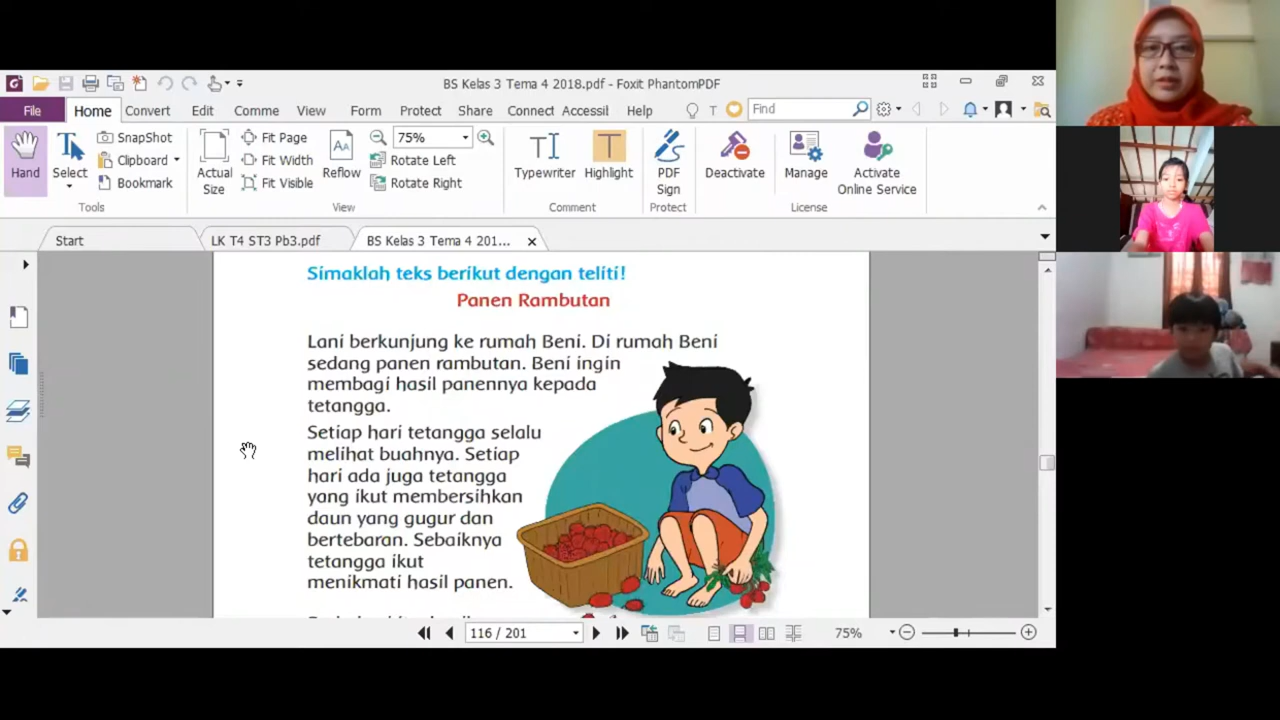 BS Kelas 3 Tema 4 2018.pdf - Foxit PhantomPDF
File Home Convert Edit Comme View Form Protect Share Connect Accessil Help T Find
Hand
Select
SnapShot
Clipboard
Bookmark
Tools
Actual Size
Fit Page
Fit Width
Fit Visible
Reflow
75%
Rotate Left
Rotate Right
View
Typewriter
Highlight
Comment
PDF Sign
Protect
Deactivate
Manage
Activate Online Service
License
Start LK T4 ST3 Pb3.pdf BS Kelas 3 Tema 4 201...
Simaklah teks berikut dengan teliti!
Panen Rambutan
Lani berkunjung ke rumah Beni. Di rumah Beni
sedang panen rambutan. Beni ingin
membagi hasil panennya kepada
tetangga.
Setiap hari tetangga selalu
melihat buahnya. Setiap
hari ada juga tetangga
yang ikut membersihkan
daun yang gugur dan
bertebaran. Sebaiknya
tetangga ikut
menikmati hasil panen.
116 / 201
75%